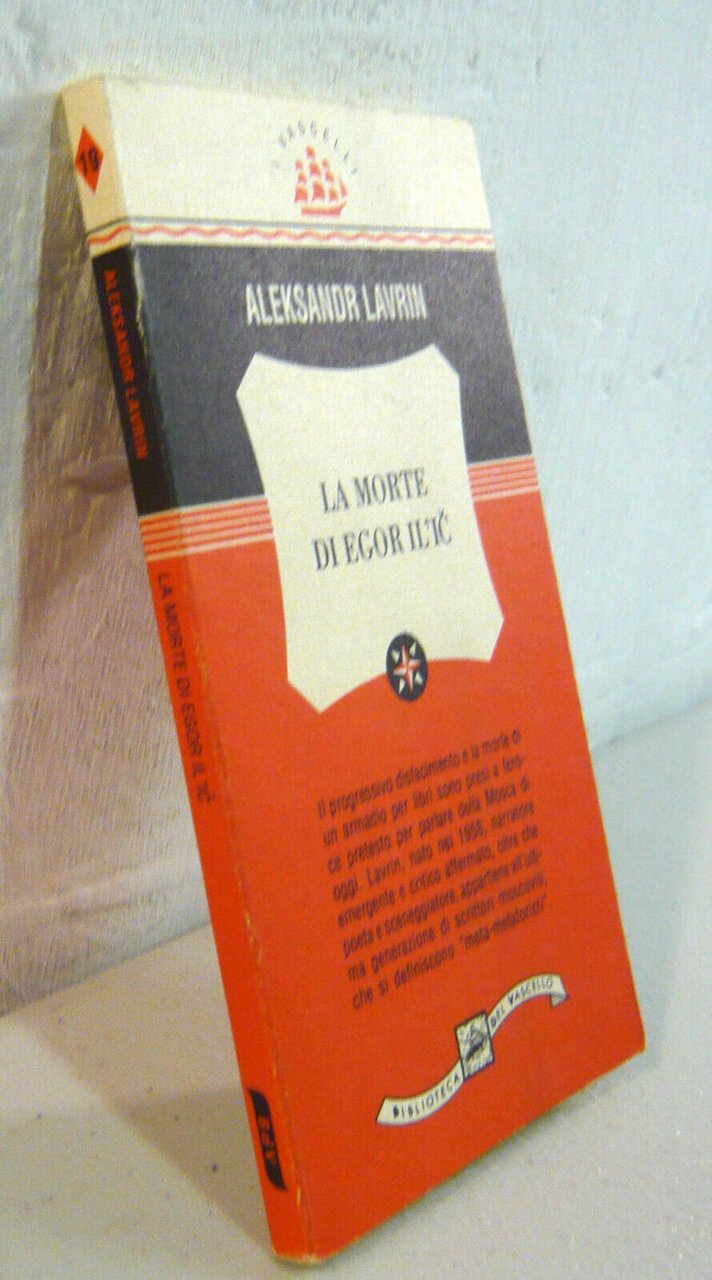 19
ALEKSANDR LAVRIN
LA MORTE DI EGOR IL'IČ
BdV
I VASCELLI
ALEKSANDR LAVRIN
LA MORTE
DI EGOR IL'IČ
Il progressivo disfacimento e la morte di
un armadio per libri sono presi a fero-
ce pretesto per parlare della Mosca di
oggi. Lavrin, nato nel 1958, narratore
emergente e critico affermato, oltre che
poeta e sceneggiatore, appartiene all'ulti-
ma generazione di scrittori moscoviti,
che si definiscono "meta-metaforisti".
BIBLIOTECA DEL VASCELLO